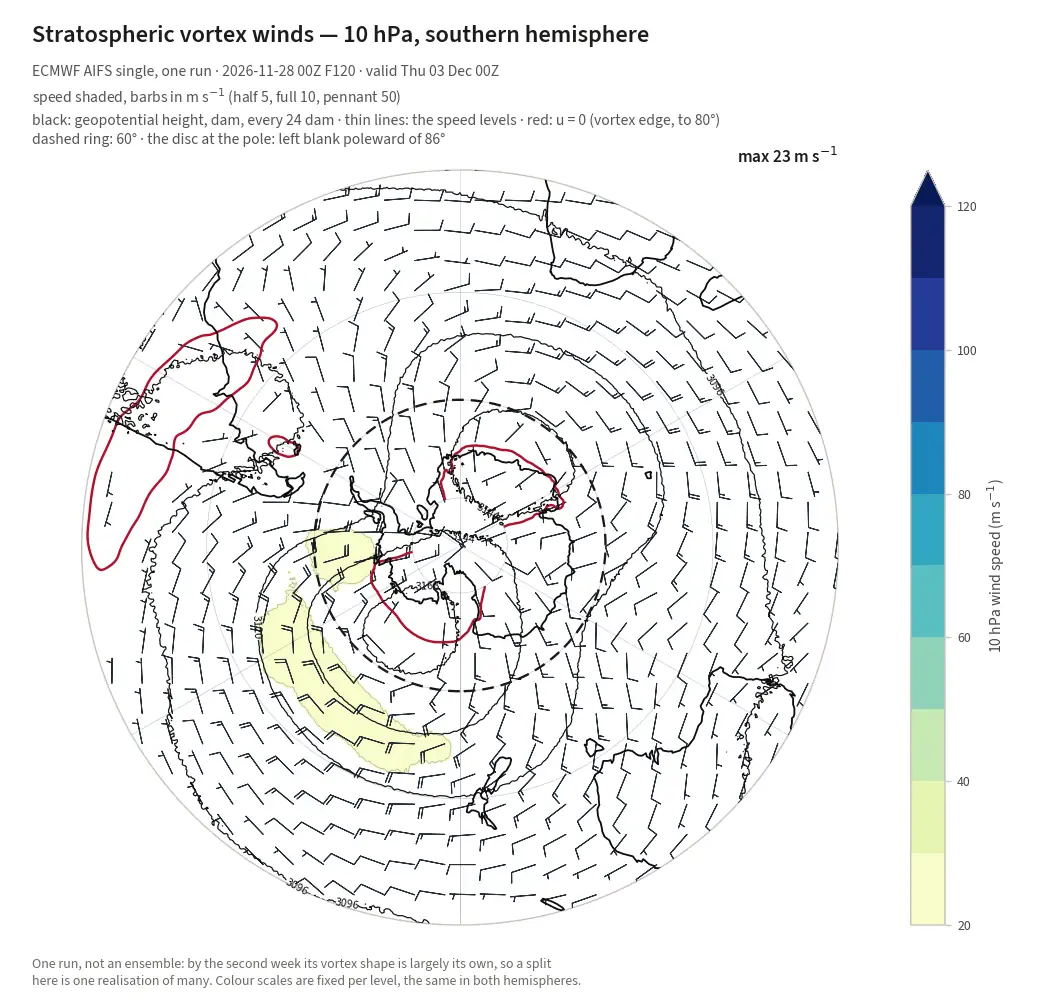 Stratospheric vortex winds — 10 hPa, southern hemisphere
ECMWF AIFS single, one run · 2026-11-28 00Z F120 · valid Thu 03 Dec 00Z
speed shaded, barbs in m s⁻¹ (half 5, full 10, pennant 50)
black: geopotential height, dam, every 24 dam · thin lines: the speed levels · red: u = 0 (vortex edge, to 80°)
dashed ring: 60° · the disc at the pole: left blank poleward of 86°
max 23 m s⁻¹
120
100
80
60
40
20
10 hPa wind speed (m s⁻¹)
3096
3096
3096
One run, not an ensemble: by the second week its vortex shape is largely its own, so a split
here is one realisation of many. Colour scales are fixed per level, the same in both hemispheres.